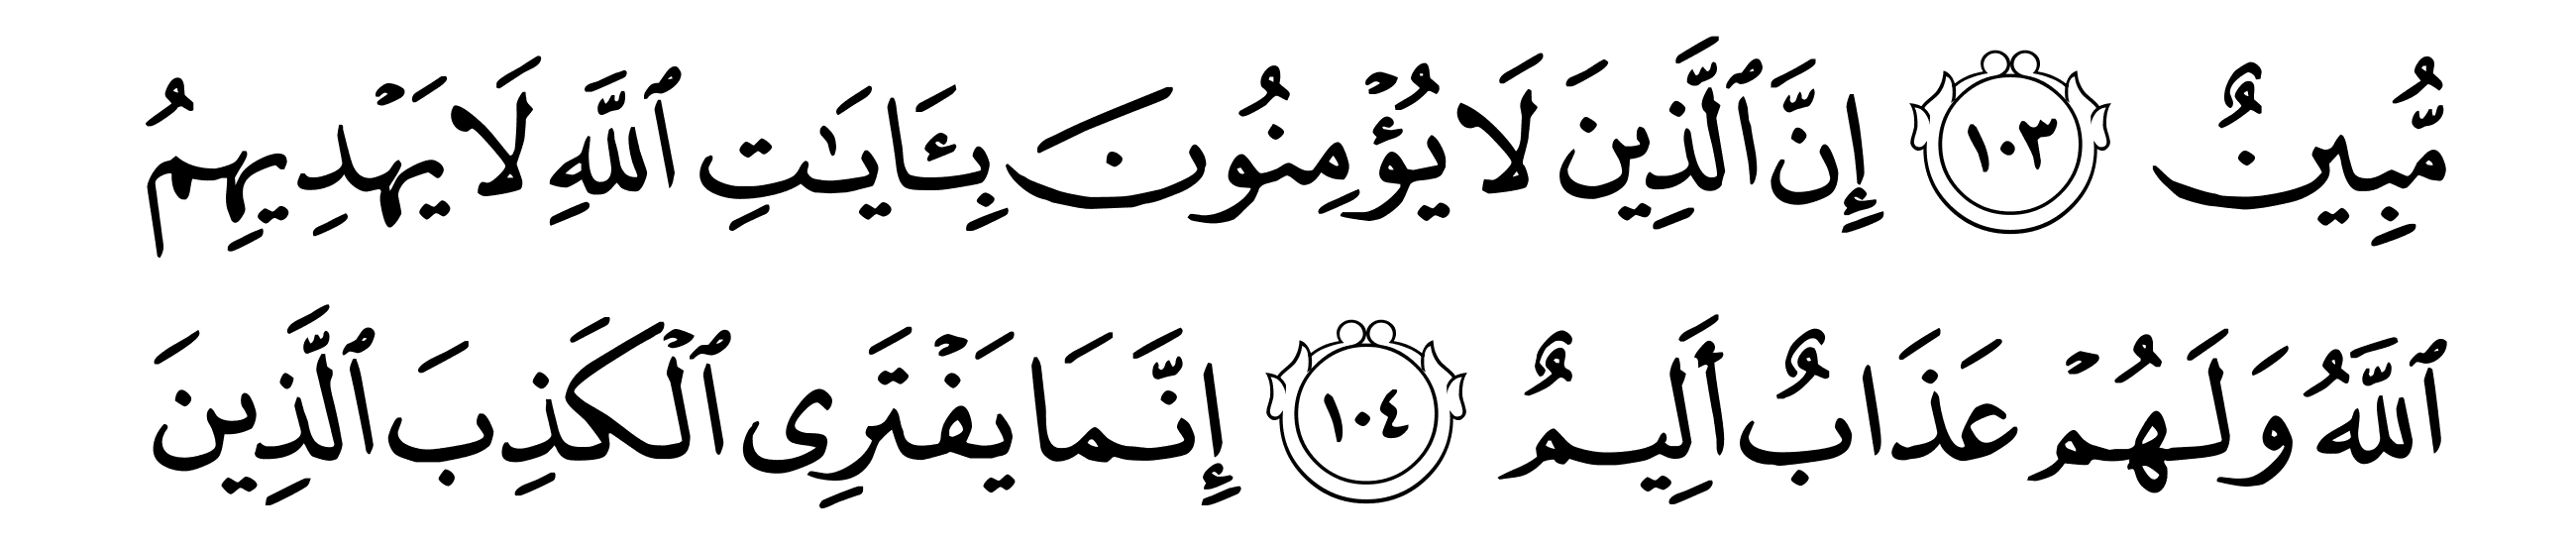 مُّبِينٌ ١٠٣ إِنَّ ٱلَّذِينَ لَا يُؤْمِنُونَ بِـَٔايَـٰتِ ٱللَّهِ لَا يَهْدِيهِمُ
ٱللَّهُ وَلَهُمْ عَذَابٌ أَلِيمٌ ١٠٤ إِنَّمَا يَفْتَرِى ٱلْكَذِبَ ٱلَّذِينَ